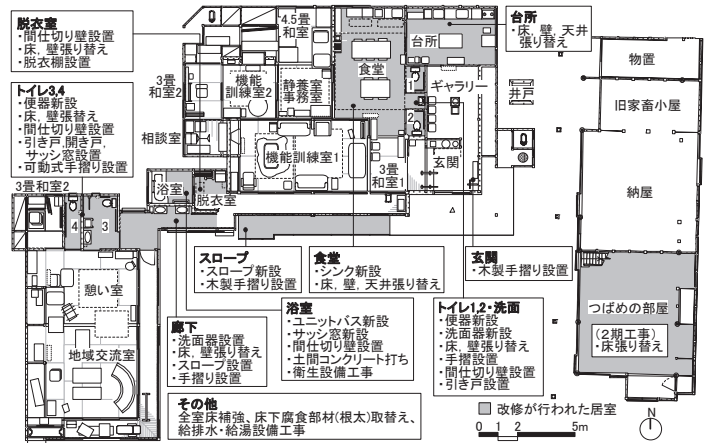 脱衣室
・間仕切り壁設置
・床，壁張り替え
・脱衣棚設置
トイレ3,4
・便器新設
・床，壁張替え
・間仕切り壁設置
・引き戸,開き戸,
サッシ窓設置
・可動式手摺り設置
3畳和室2
4
3
憩い室
地域交流室
4.5畳
和室
3畳
和室2
機能
訓練室2
静養室
事務室
食堂
台所
台所
・床，壁，天井
張り替え
1
2
ギャラリー
井戸
相談室
機能訓練室1
3畳
和室1
玄関
浴室
脱衣室
物置
旧家畜小屋
納屋
つばめの部屋
（2期工事）
・床張り替え
スロープ
・スロープ新設
・木製手摺り設置
食堂
・シンク新設
・床，壁，天井張り替え
玄関
・木製手摺り設置
廊下
・洗面器設置
・床，壁張り替え
・スロープ設置
・手摺り設置
浴室
・ユニットバス新設
・サッシ窓新設
・間仕切り壁設置
・土間コンクリート打ち
・衛生設備工事
トイレ1,2・洗面
・便器新設
・洗面器新設
・床，壁張り替え
・手摺設置
・間仕切り壁設置
・引き戸設置
その他
全室床補強、床下腐食部材(根太)取替え、
給排水・給湯設備工事
改修が行われた居室
0 1 2 5m
N